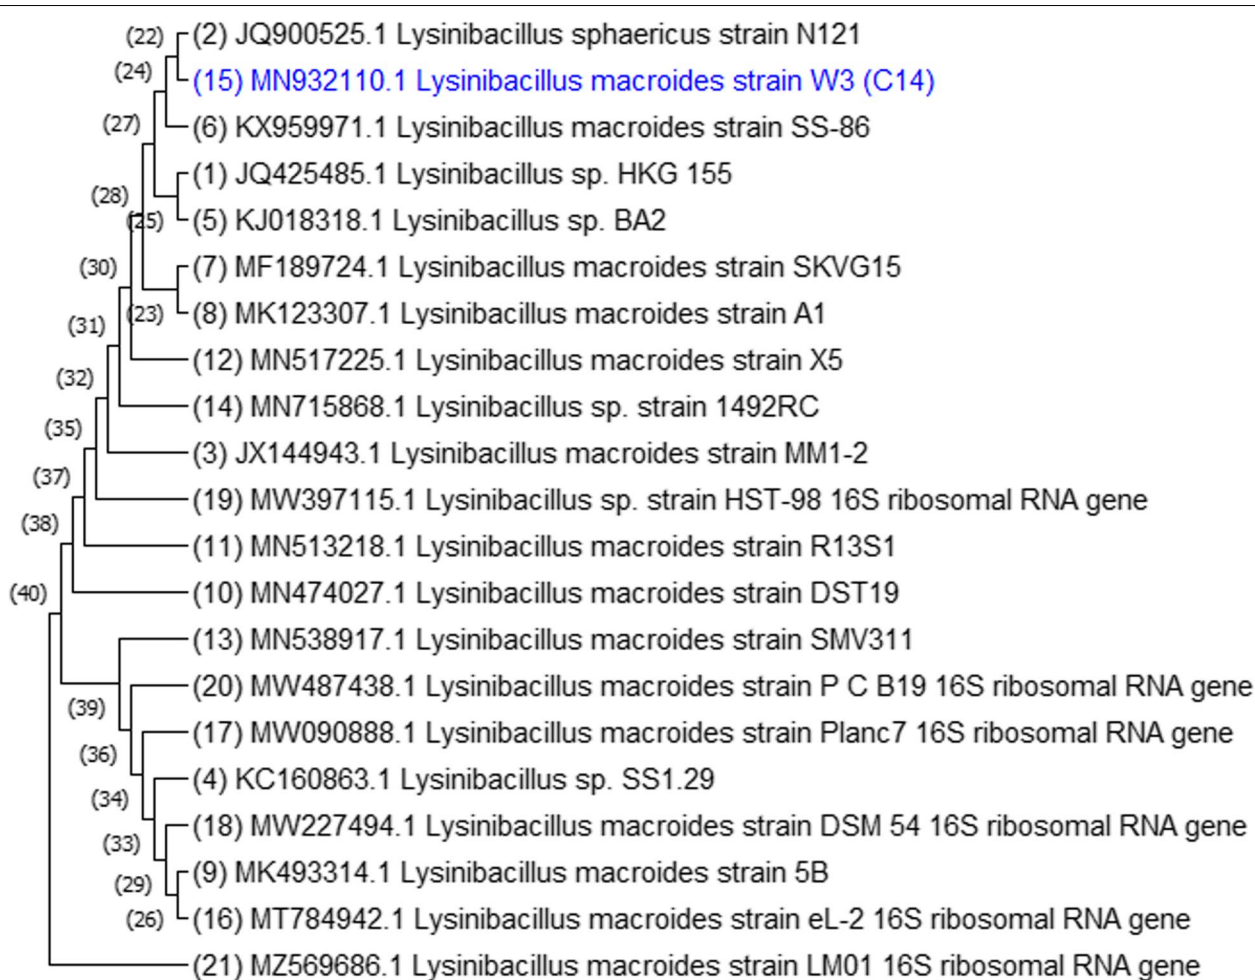 (22)
(2) JQ900525.1 Lysinibacillus sphaericus strain N121
(24)
(15) MN932110.1 Lysinibacillus macroides strain W3 (C14)
(27)
(6) KX959971.1 Lysinibacillus macroides strain SS-86
(1) JQ425485.1 Lysinibacillus sp. HKG 155
(28)
(25)
(5) KJ018318.1 Lysinibacillus sp. BA2
(30)
(7) MF189724.1 Lysinibacillus macroides strain SKVG15
(23)
(8) MK123307.1 Lysinibacillus macroides strain A1
(31)
(12) MN517225.1 Lysinibacillus macroides strain X5
(32)
(14) MN715868.1 Lysinibacillus sp. strain 1492RC
(35)
(3) JX144943.1 Lysinibacillus macroides strain MM1-2
(37)
(19) MW397115.1 Lysinibacillus sp. strain HST-98 16S ribosomal RNA gene
(38)
(11) MN513218.1 Lysinibacillus macroides strain R13S1
(40)
(10) MN474027.1 Lysinibacillus macroides strain DST19
(13) MN538917.1 Lysinibacillus macroides strain SMV311
(20) MW487438.1 Lysinibacillus macroides strain P C B19 16S ribosomal RNA gene
(39)
(17) MW090888.1 Lysinibacillus macroides strain Planc7 16S ribosomal RNA gene
(36)
(4) KC160863.1 Lysinibacillus sp. SS1.29
(34)
(18) MW227494.1 Lysinibacillus macroides strain DSM 54 16S ribosomal RNA gene
(33)
(9) MK493314.1 Lysinibacillus macroides strain 5B
(29)
(26)
(16) MT784942.1 Lysinibacillus macroides strain eL-2 16S ribosomal RNA gene
(21) MZ569686.1 Lysinibacillus macroides strain LM01 16S ribosomal RNA gene